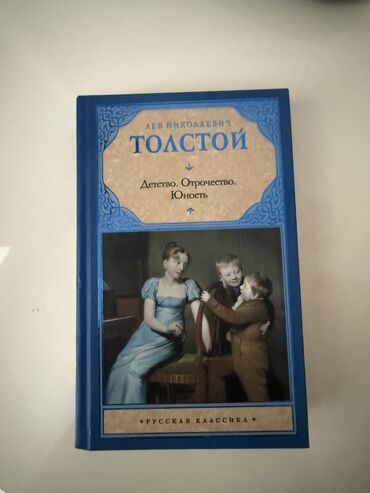 ЛЕВ НИКОЛАЕВИЧ
ТОЛСТОЙ
Детство. Отрочество.
Юность
РУССКАЯ КЛАССИКА